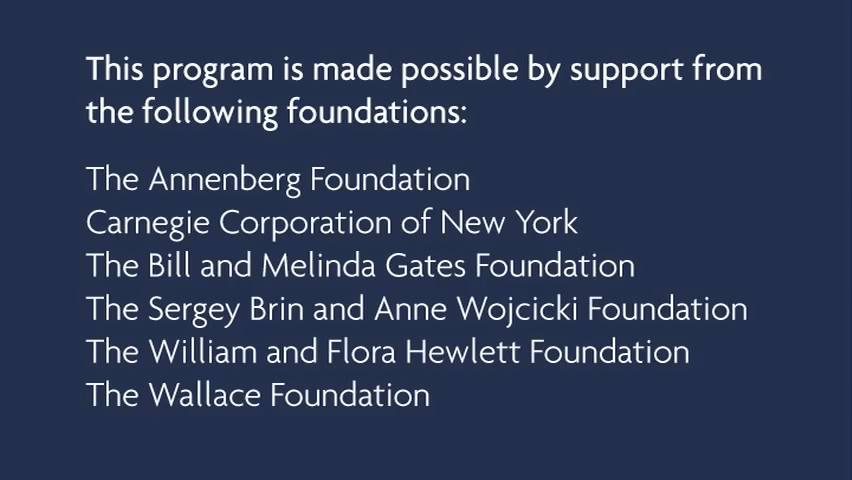 This program is made possible by support from
the following foundations:
The Annenberg Foundation
Carnegie Corporation of New York
The Bill and Melinda Gates Foundation
The Sergey Brin and Anne Wojcicki Foundation
The William and Flora Hewlett Foundation
The Wallace Foundation